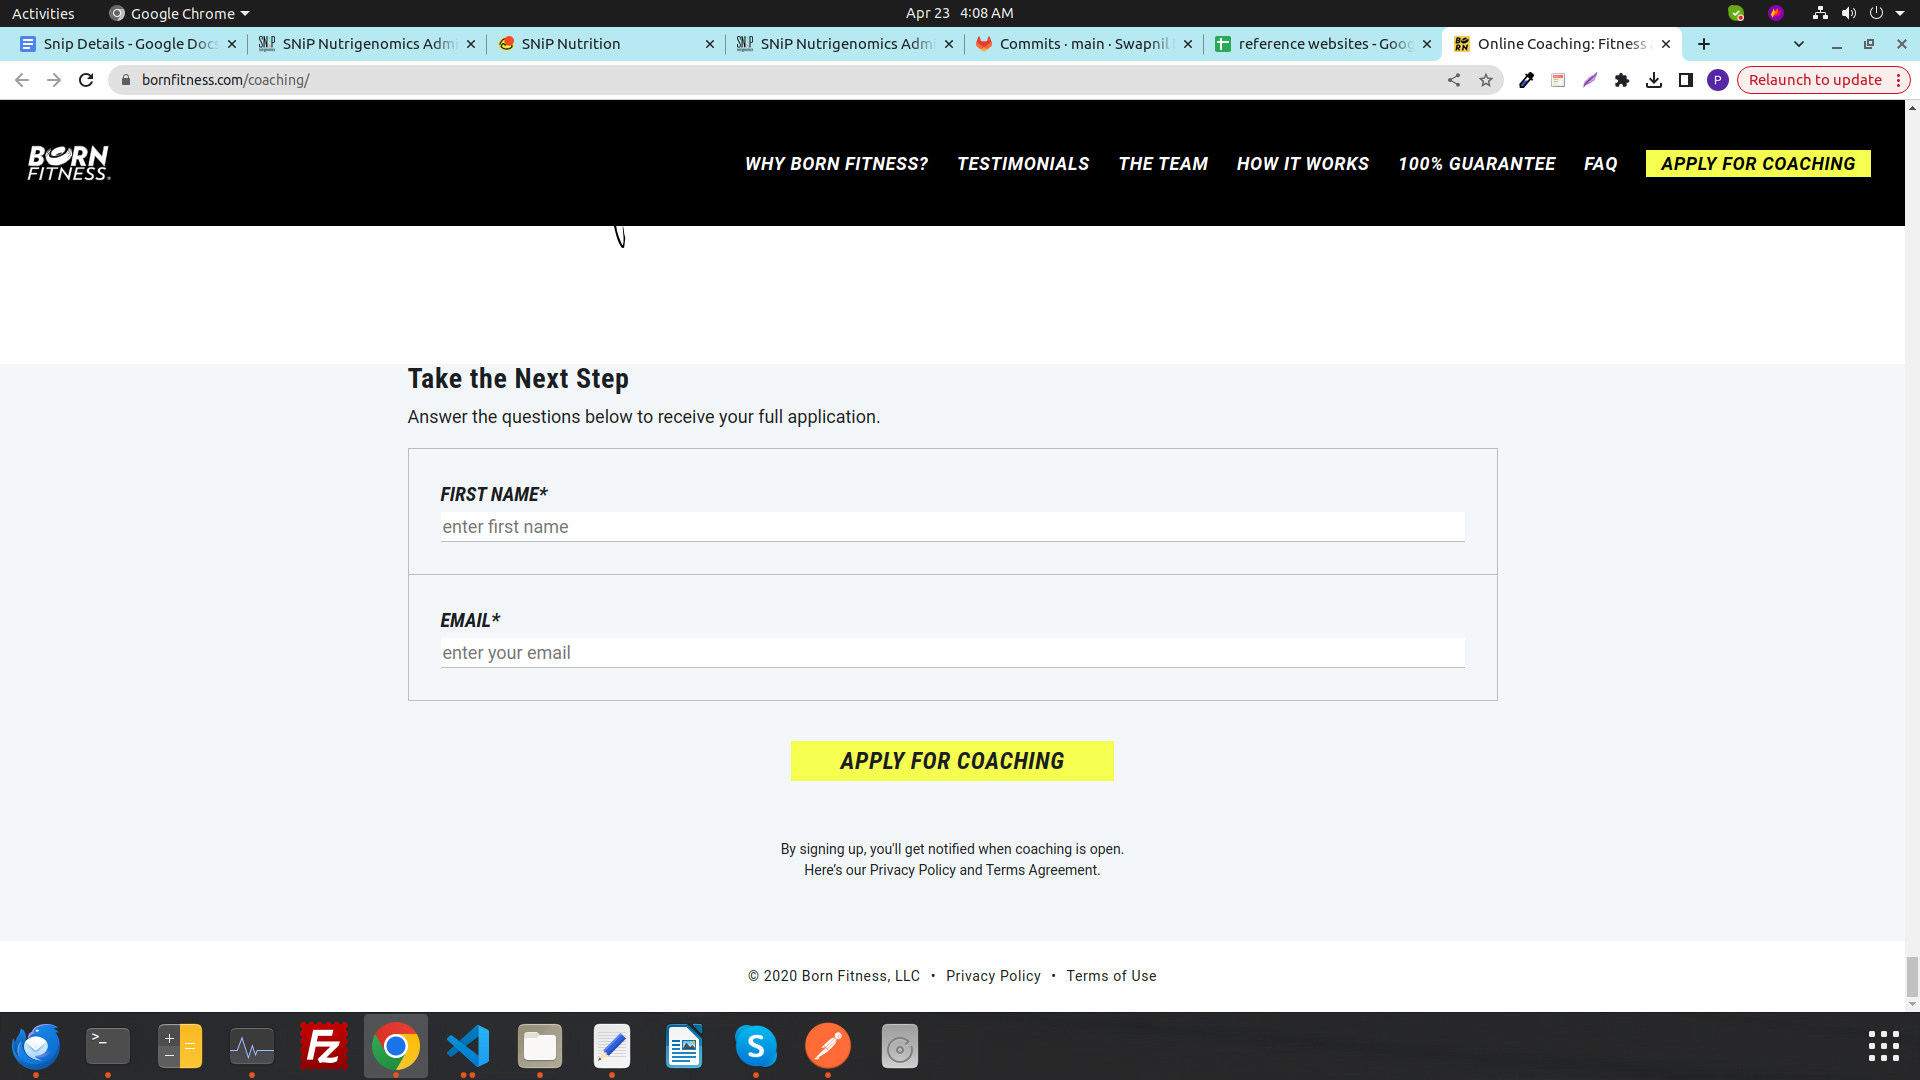 Activities
Google Chrome
Apr 23 4:08 AM
Snip Details - Google Docs
SNiP Nutrigenomics Admi
SNiP Nutrition
SNiP Nutrigenomics Admi
Commits · main · Swapnil
reference websites - Goog
Online Coaching: Fitness
bornfitness.com/coaching/
P
Relaunch to update
BORN
FITNESS
WHY BORN FITNESS?
TESTIMONIALS
THE TEAM
HOW IT WORKS
100% GUARANTEE
FAQ
APPLY FOR COACHING
Take the Next Step
Answer the questions below to receive your full application.
FIRST NAME*
enter first name
EMAIL*
enter your email
APPLY FOR COACHING
By signing up, you'll get notified when coaching is open.
Here’s our Privacy Policy and Terms Agreement.
© 2020 Born Fitness, LLC • Privacy Policy • Terms of Use